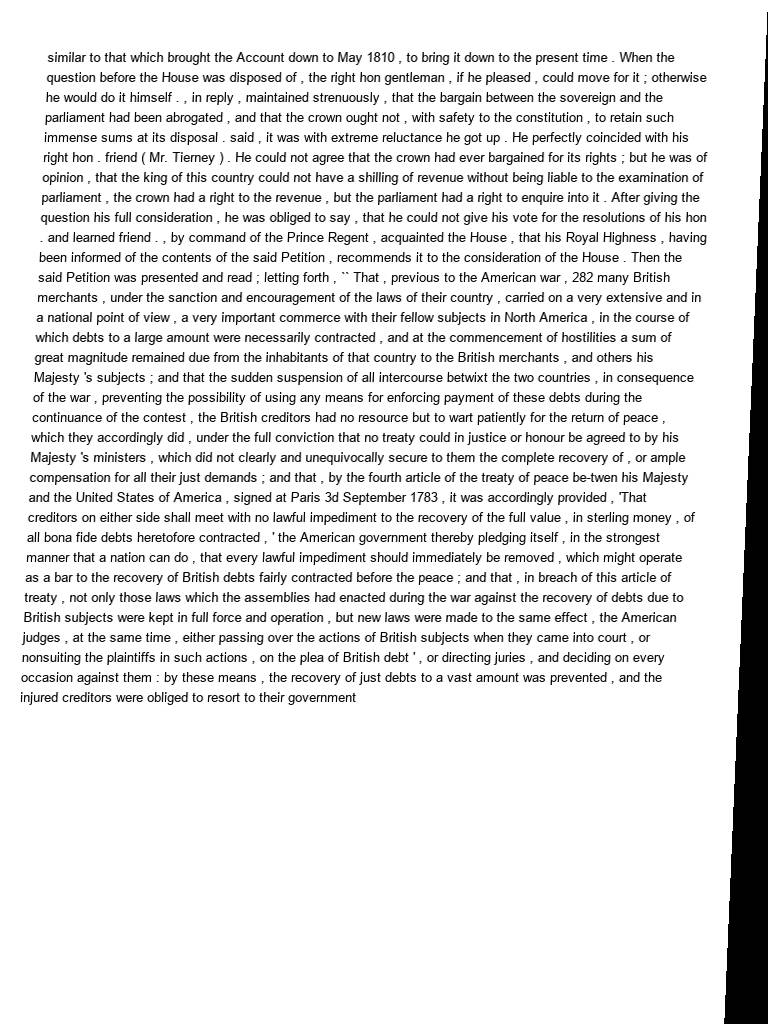 similar to that which brought the Account down to May 1810 , to bring it down to the present time . When the
question before the House was disposed of , the right hon gentleman , if he pleased , could move for it ; otherwise
he would do it himself . , in reply , maintained strenuously , that the bargain between the sovereign and the
parliament had been abrogated , and that the crown ought not , with safety to the constitution , to retain such
immense sums at its disposal . said , it was with extreme reluctance he got up . He perfectly coincided with his
right hon . friend ( Mr. Tierney ) . He could not agree that the crown had ever bargained for its rights ; but he was of
opinion , that the king of this country could not have a shilling of revenue without being liable to the examination of
parliament , the crown had a right to the revenue , but the parliament had a right to enquire into it . After giving the
question his full consideration , he was obliged to say , that he could not give his vote for the resolutions of his hon
. and learned friend . , by command of the Prince Regent , acquainted the House , that his Royal Highness , having
been informed of the contents of the said Petition , recommends it to the consideration of the House . Then the
said Petition was presented and read ; letting forth , `` That , previous to the American war , 282 many British
merchants , under the sanction and encouragement of the laws of their country , carried on a very extensive and in
a national point of view , a very important commerce with their fellow subjects in North America , in the course of
which debts to a large amount were necessarily contracted , and at the commencement of hostilities a sum of
great magnitude remained due from the inhabitants of that country to the British merchants , and others his
Majesty 's subjects ; and that the sudden suspension of all intercourse betwixt the two countries , in consequence
of the war , preventing the possibility of using any means for enforcing payment of these debts during the
continuance of the contest , the British creditors had no resource but to wart patiently for the return of peace ,
which they accordingly did , under the full conviction that no treaty could in justice or honour be agreed to by his
Majesty 's ministers , which did not clearly and unequivocally secure to them the complete recovery of , or ample
compensation for all their just demands ; and that , by the fourth article of the treaty of peace be-twen his Majesty
and the United States of America , signed at Paris 3d September 1783 , it was accordingly provided , 'That
creditors on either side shall meet with no lawful impediment to the recovery of the full value , in sterling money , of
all bona fide debts heretofore contracted , ' the American government thereby pledging itself , in the strongest
manner that a nation can do , that every lawful impediment should immediately be removed , which might operate
as a bar to the recovery of British debts fairly contracted before the peace ; and that , in breach of this article of
treaty , not only those laws which the assemblies had enacted during the war against the recovery of debts due to
British subjects were kept in full force and operation , but new laws were made to the same effect , the American
judges , at the same time , either passing over the actions of British subjects when they came into court , or
nonsuiting the plaintiffs in such actions , on the plea of British debt ' , or directing juries , and deciding on every
occasion against them : by these means , the recovery of just debts to a vast amount was prevented , and the
injured creditors were obliged to resort to their government